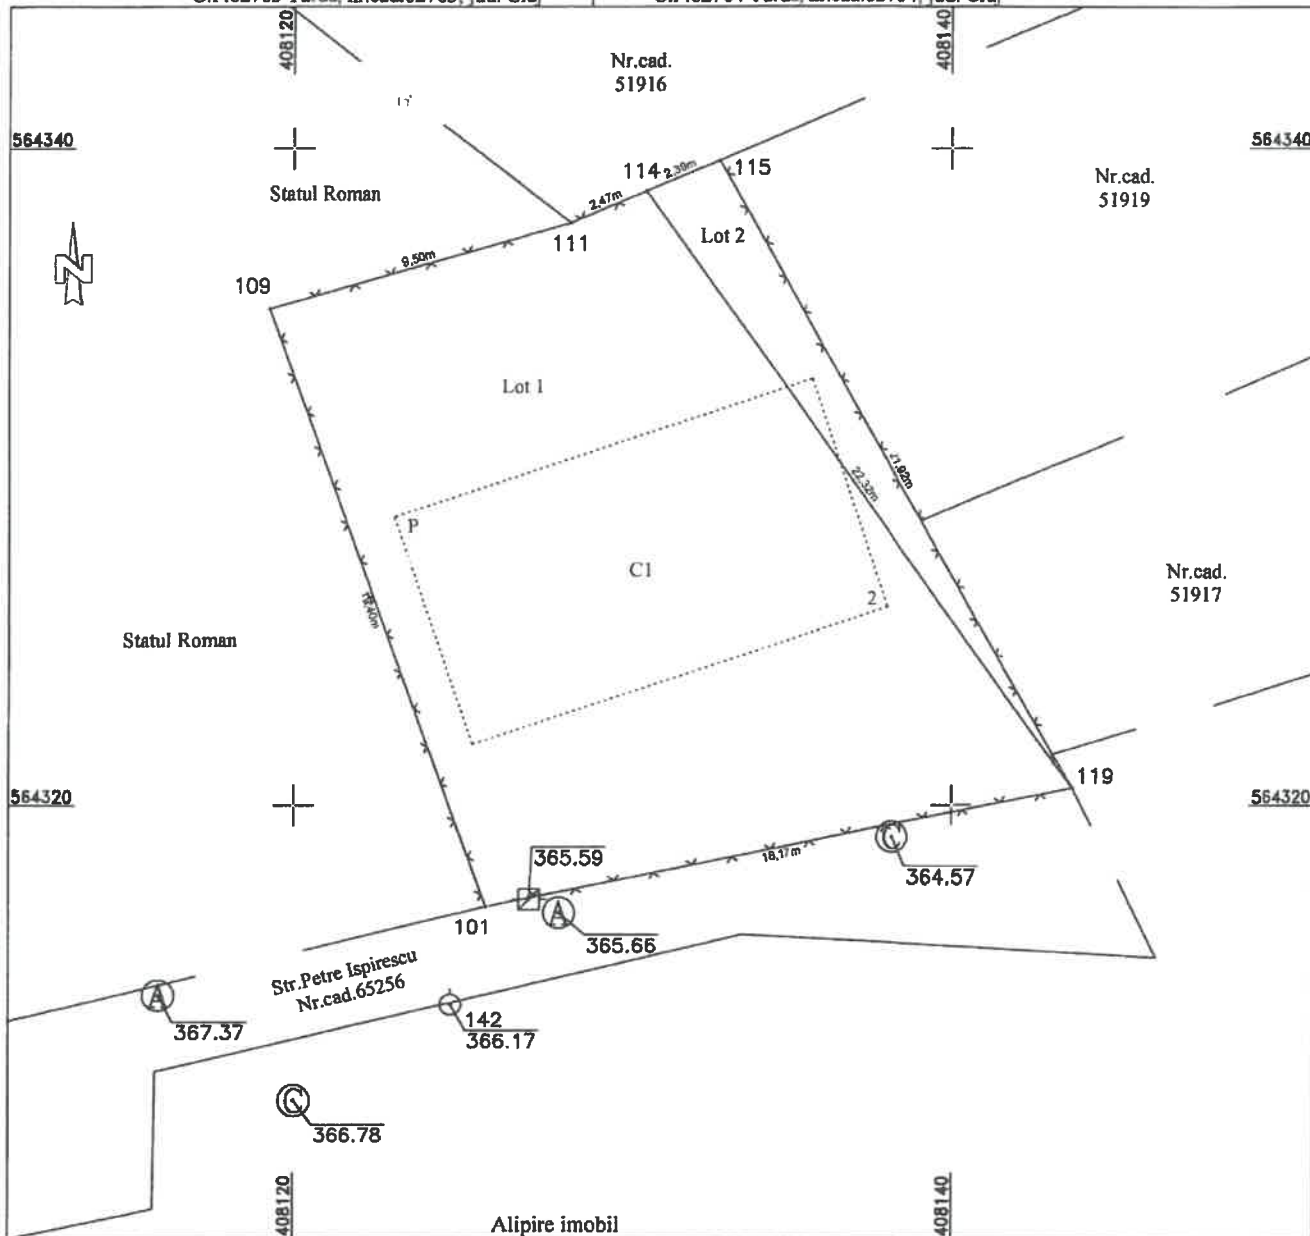 408120
408140
Nr.cad.
51916
564340
564340
Statul Roman
Nr.cad.
51919
114
2,39m
115
2,47m
Lot 2
111
9,50m
109
N
Lot 1
21,92m
22,32m
P
C1
2
Nr.cad.
51917
Statul Roman
119
564320
564320
365.59
C
18,17m
364.57
A
101
365.66
Str.Petre Ispirescu
Nr.cad.65256
A
367.37
142
366.17
C
366.78
408120
408140
Alipire imobil